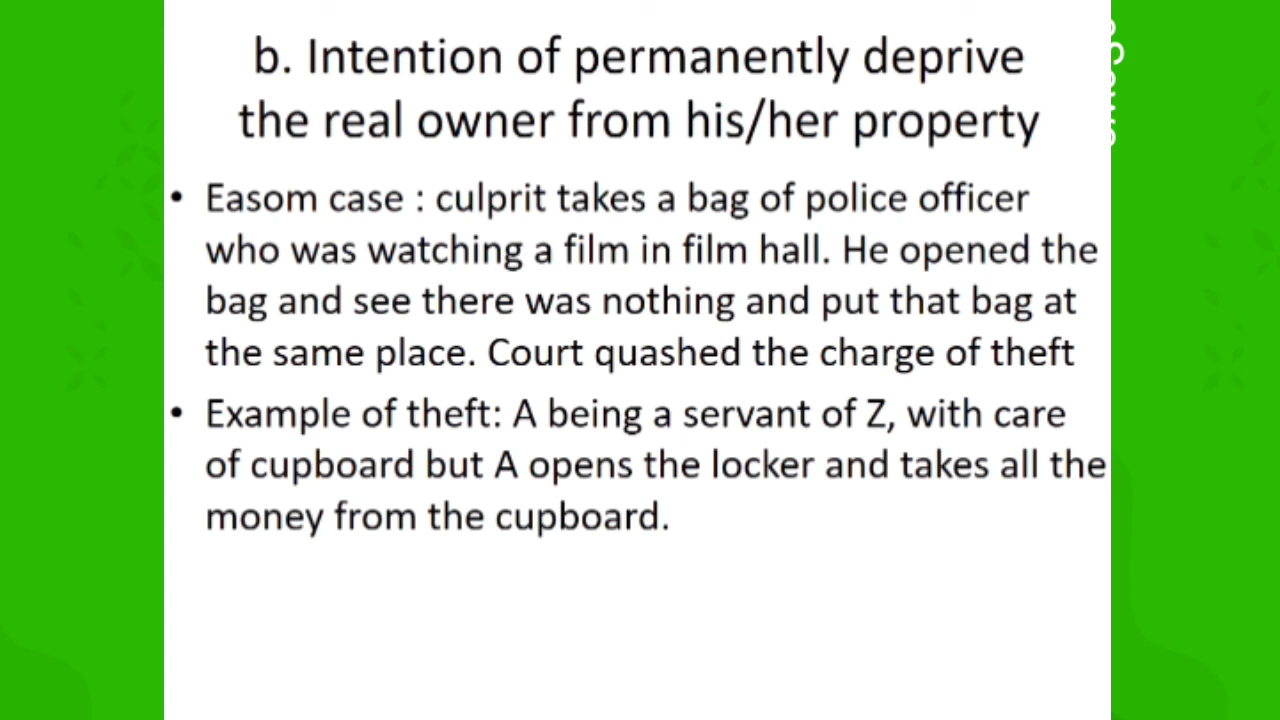 b. Intention of permanently deprive
the real owner from his/her property
• Easom case : culprit takes a bag of police officer
who was watching a film in film hall. He opened the
bag and see there was nothing and put that bag at
the same place. Court quashed the charge of theft
• Example of theft: A being a servant of Z, with care
of cupboard but A opens the locker and takes all the
money from the cupboard.